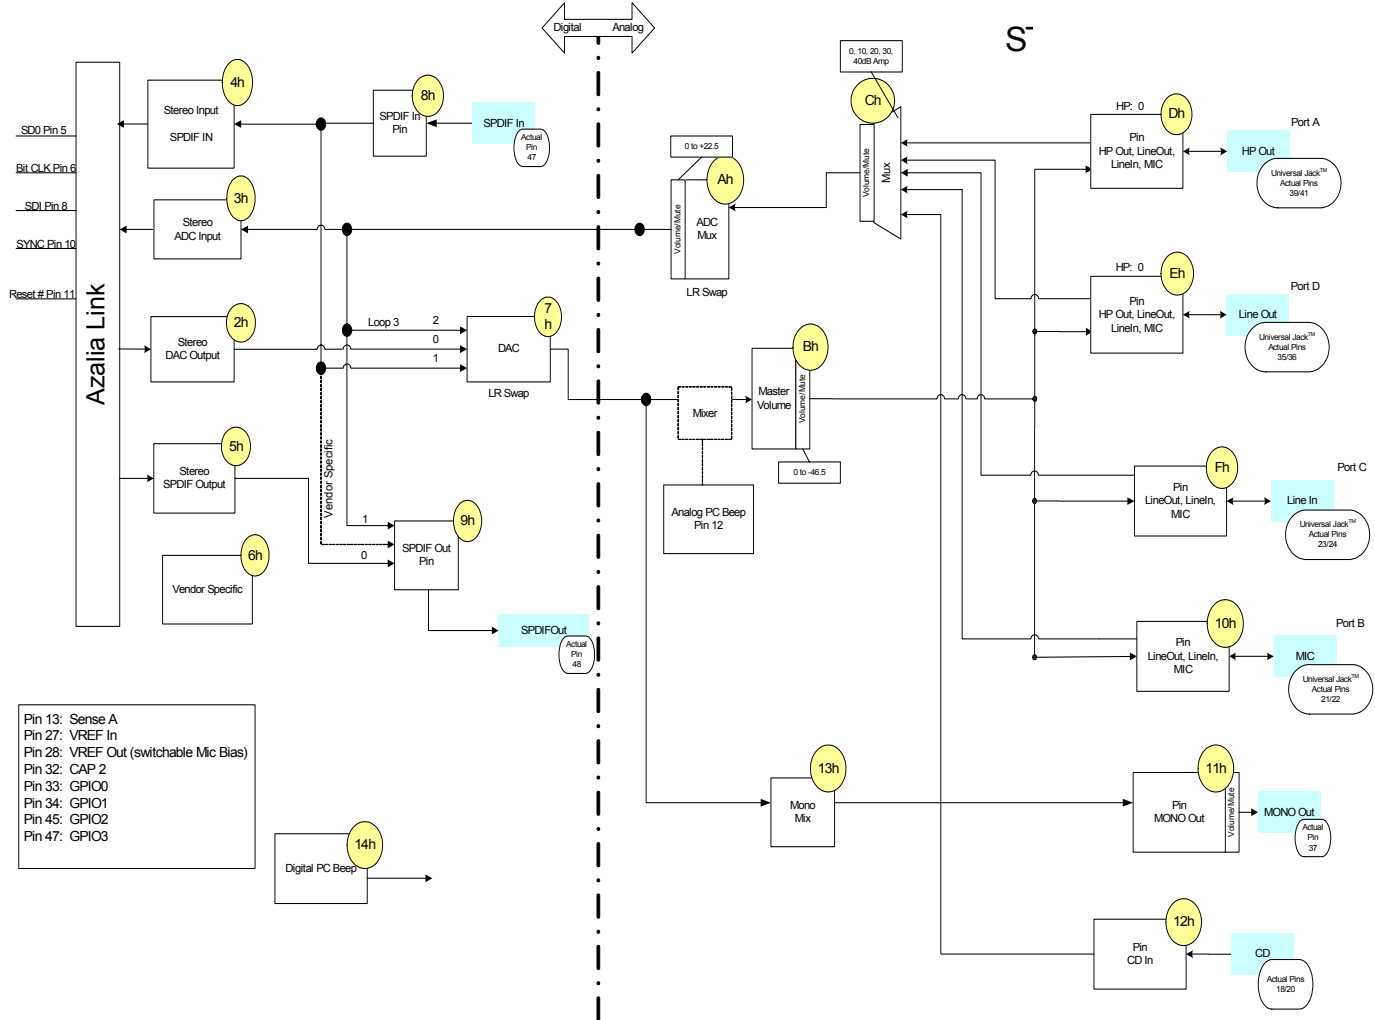 Digital
Analog
S-
0, 10, 20, 30,
40dB Amp
4h
Stereo Input
SPDIF IN
8h
SPDIF In
Pin
SPDIF In
Actual
Pin
47
Ch
Volume/Mute
Mux
HP: 0
Dh
Pin
HP Out, LineOut,
LineIn, MIC
Port A
HP Out
Universal Jack™
Actual Pins
39/41
SD0 Pin 5
Bit CLK Pin 6
SDI Pin 8
SYNC Pin 10
Reset # Pin 11
Azalia Link
0 to +22.5
Ah
Volume/Mute
ADC
Mux
LR Swap
3h
Stereo
ADC Input
HP: 0
Eh
Pin
HP Out, LineOut,
LineIn, MIC
Port D
Line Out
Universal Jack™
Actual Pins
35/36
2h
Stereo
DAC Output
Loop 3
2
0
1
7
h
DAC
LR Swap
Mixer
Bh
Master
Volume
Volume/Mute
0 to -46.5
Analog PC Beep
Pin 12
5h
Stereo
SPDIF Output
Vendor Specific
Fh
Pin
LineOut, LineIn,
MIC
Port C
Line In
Universal Jack™
Actual Pins
23/24
6h
Vendor Specific
1
0
9h
SPDIF Out
Pin
SPDIFOut
Actual
Pin
48
10h
Pin
LineOut, LineIn,
MIC
Port B
MIC
Universal Jack™
Actual Pins
21/22
Pin 13: Sense A
Pin 27: VREF In
Pin 28: VREF Out (switchable Mic Bias)
Pin 32: CAP 2
Pin 33: GPIO0
Pin 34: GPIO1
Pin 45: GPIO2
Pin 47: GPIO3
13h
Mono
Mix
11h
Pin
MONO Out
Volume/Mute
MONO Out
Actual
Pin
37
14h
Digital PC Beep
12h
Pin
CD In
CD
Actual Pins
18/20